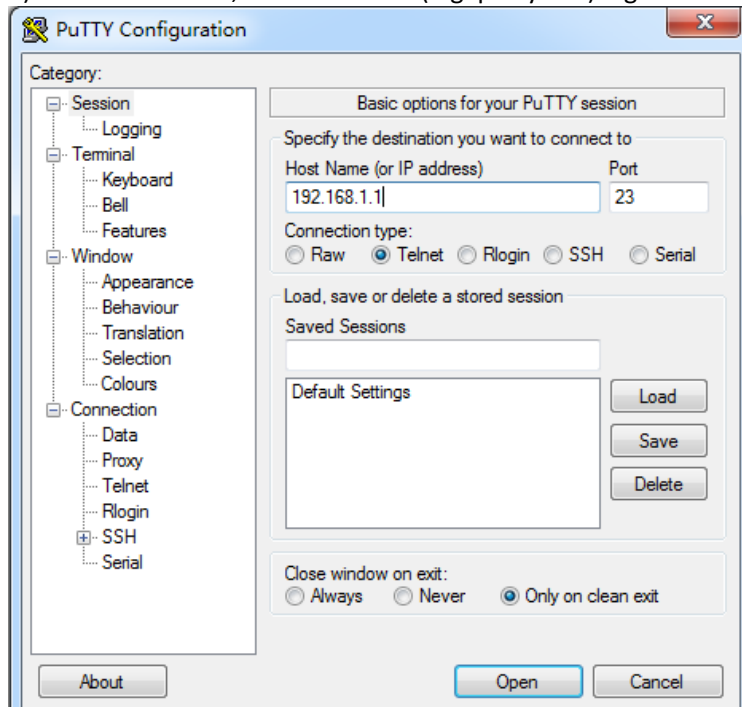 PuTTY Configuration
Category:
Session
Logging
Terminal
Keyboard
Bell
Features
Window
Appearance
Behaviour
Translation
Selection
Colours
Connection
Data
Proxy
Telnet
Rlogin
SSH
Serial
Basic options for your PuTTY session
Specify the destination you want to connect to
Host Name (or IP address) Port
192.168.1.1 23
Connection type:
Raw Telnet Rlogin SSH Serial
Load, save or delete a stored session
Saved Sessions
Default Settings
Load
Save
Delete
Close window on exit:
Always Never Only on clean exit
About Open Cancel